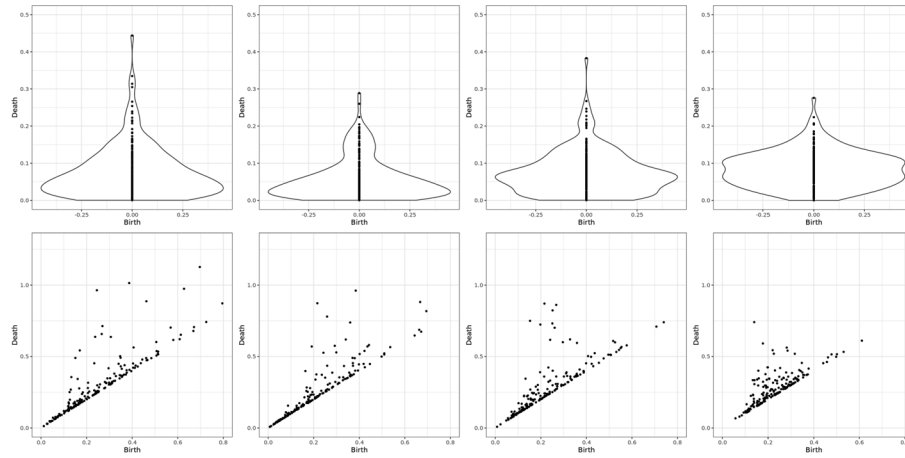 0.5 0.5 0.5 0.5
0.4 0.4 0.4 0.4
0.3 0.3 0.3 0.3
Death Death Death Death
0.2 0.2 0.2 0.2
0.1 0.1 0.1 0.1
0.0 0.0 0.0 0.0
-0.25 0.00 0.25 -0.25 0.00 0.25 -0.25 0.00 0.25 -0.25 0.00 0.25
Birth Birth Birth Birth
1.0 1.0 1.0 1.0
Death Death Death Death
0.5 0.5 0.5 0.5
0.0 0.0 0.0 0.0
0.0 0.2 0.4 0.6 0.8 0.0 0.2 0.4 0.6 0.8 0.0 0.2 0.4 0.6 0.8 0.0 0.2 0.4 0.6 0.8
Birth Birth Birth Birth